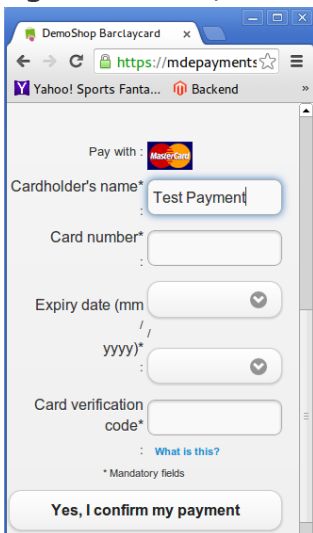 DemoShop Barclaycard
https://mdepayments
Yahoo! Sports Fanta... Backend »
Pay with : MasterCard
Cardholder's name*
: Test Payment
Card number*
:
Expiry date (mm
/ /
yyyy)*
:
Card verification
code*
: What is this?
* Mandatory fields
Yes, I confirm my payment